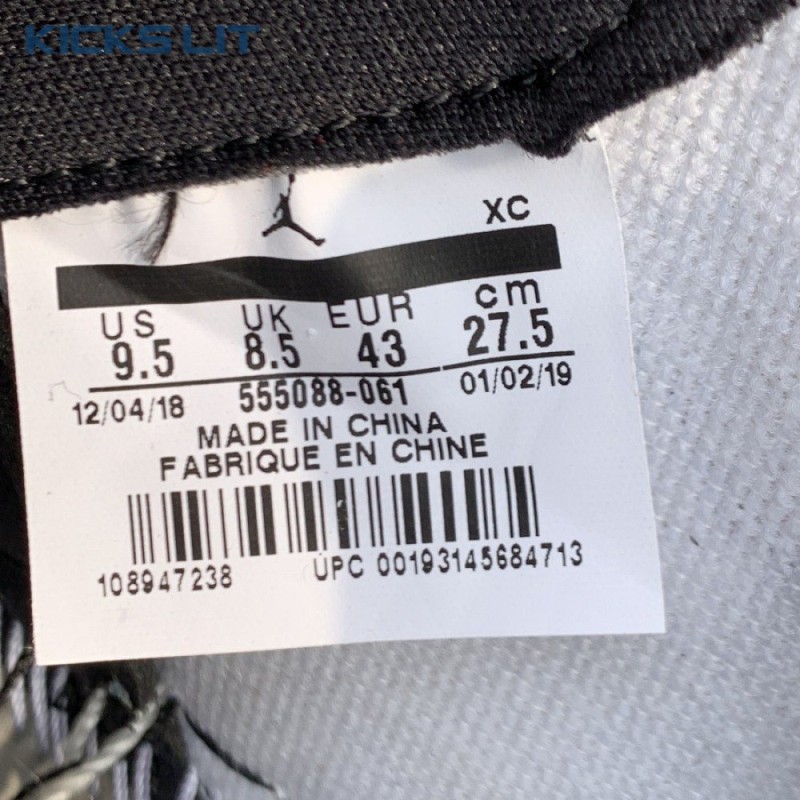 KICKS LIT
XC
US UK EUR cm
9.5 8.5 43 27.5
12/04/18 555088-061 01/02/19
MADE IN CHINA
FABRIQUE EN CHINE
108947238 UPC 00193145684713